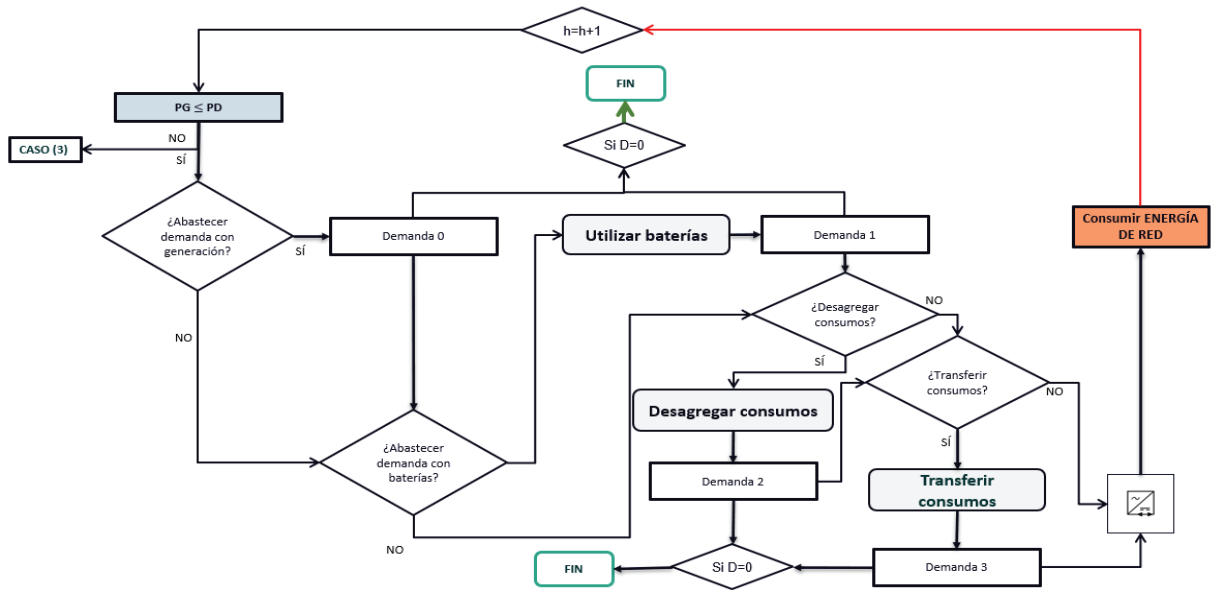 h=h+1
FIN
PG ≤ PD
NO
CASO (3)
SÍ
Si D=0
¿Abastecer
demanda con
generación?
SÍ
Demanda 0
Utilizar baterías
Demanda 1
Consumir ENERGÍA
DE RED
NO
¿Desagregar
consumos?
NO
SÍ
¿Transferir
consumos?
NO
Desagregar consumos
SÍ
¿Abastecer
demanda con
baterías?
Demanda 2
Transferir
consumos
NO
Si D=0
FIN
Demanda 3